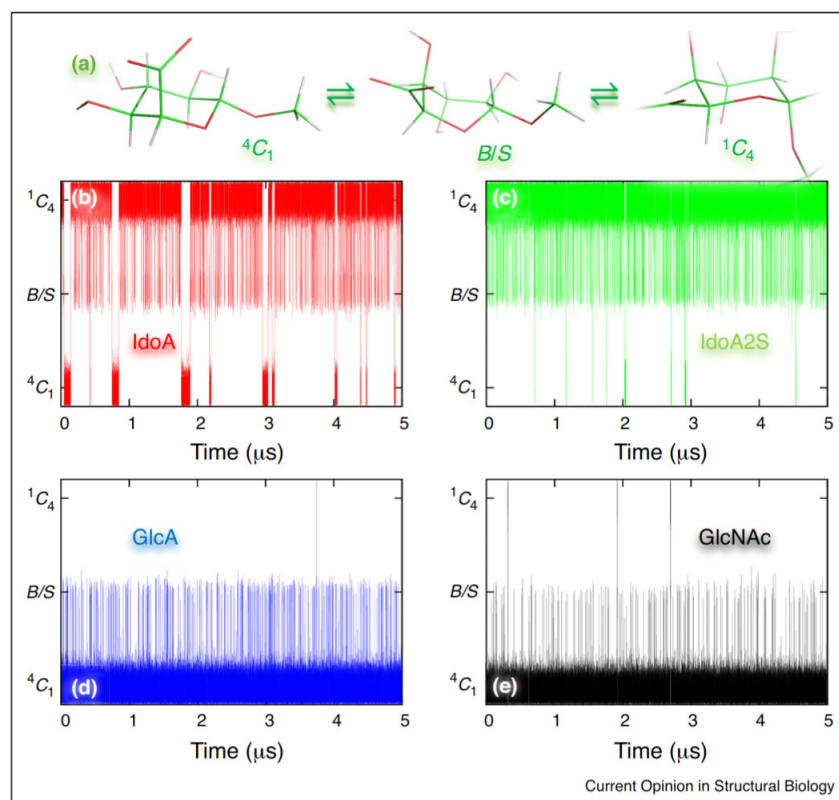 (a)
⁴C₁
B/S
¹C₄
(b)
¹C₄
B/S
⁴C₁
IdoA
0 1 2 3 4 5
Time (μs)
(c)
¹C₄
B/S
⁴C₁
IdoA2S
0 1 2 3 4 5
Time (μs)
¹C₄
B/S
⁴C₁
GlcA
(d)
0 1 2 3 4 5
Time (μs)
¹C₄
B/S
⁴C₁
GlcNAc
(e)
0 1 2 3 4 5
Time (μs)
Current Opinion in Structural Biology